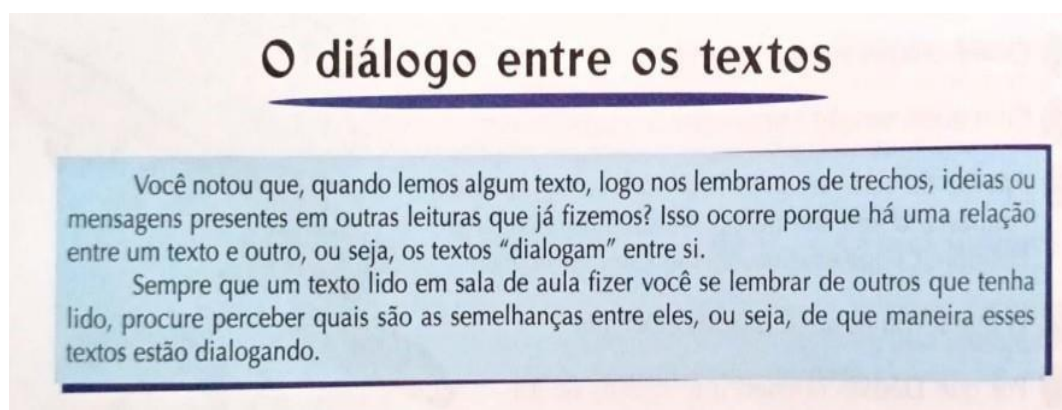 O diálogo entre os textos
Você notou que, quando lemos algum texto, logo nos lembramos de trechos, ideias ou
mensagens presentes em outras leituras que já fizemos? Isso ocorre porque há uma relação
entre um texto e outro, ou seja, os textos “dialogam” entre si.
Sempre que um texto lido em sala de aula fizer você se lembrar de outros que tenha
lido, procure perceber quais são as semelhanças entre eles, ou seja, de que maneira esses
textos estão dialogando.